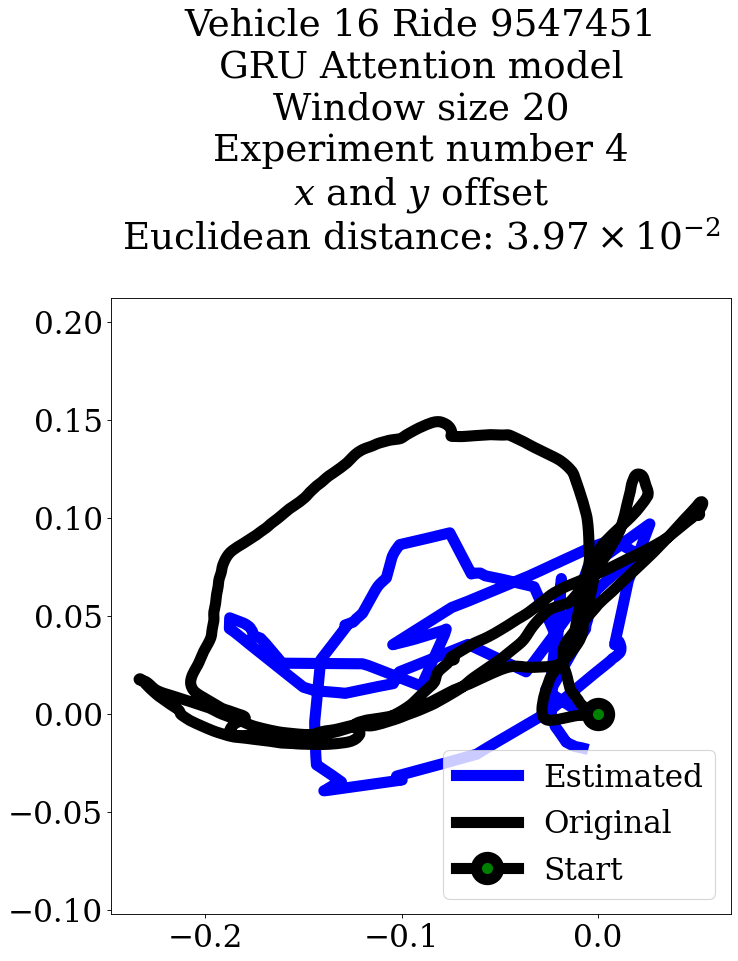 Vehicle 16 Ride 9547451
GRU Attention model
Window size 20
Experiment number 4
x and y offset
Euclidean distance: 3.97 × 10⁻²
0.20
0.15
0.10
0.05
0.00
−0.05
−0.10
Estimated
Original
Start
−0.2
−0.1
0.0